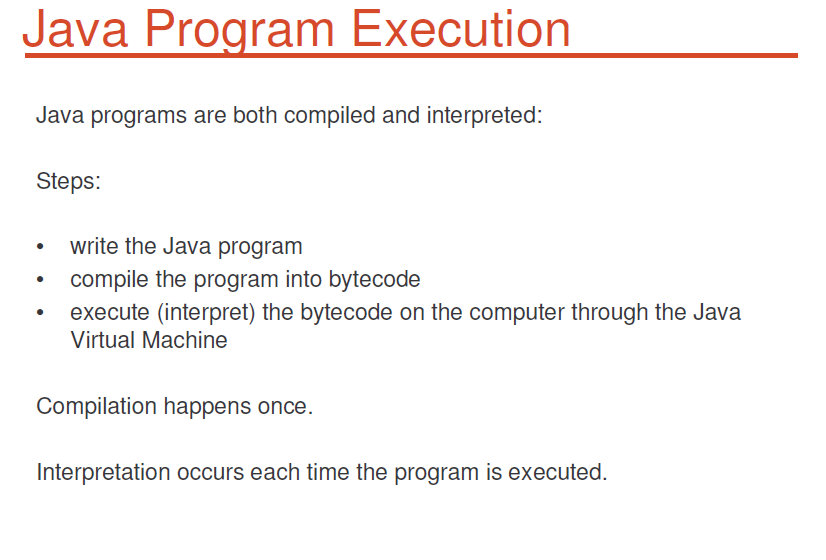 Java Program Execution
Java programs are both compiled and interpreted:
Steps:
• write the Java program
• compile the program into bytecode
• execute (interpret) the bytecode on the computer through the Java
Virtual Machine
Compilation happens once.
Interpretation occurs each time the program is executed.